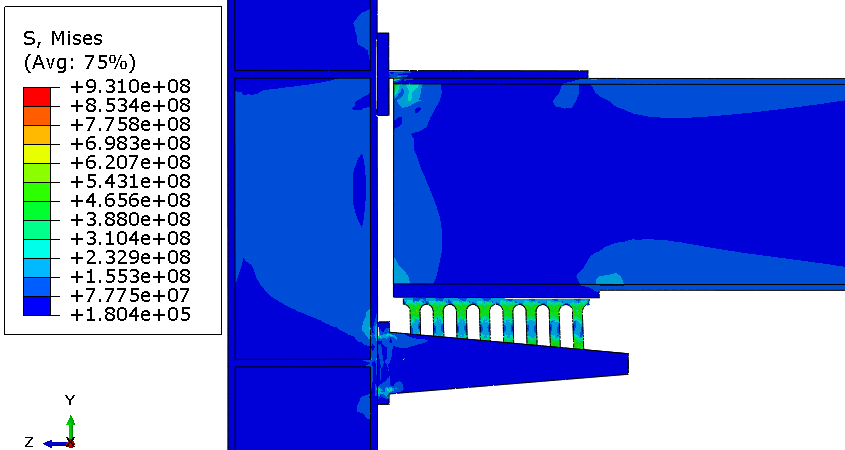 S, Mises
(Avg: 75%)
+9.310e+08
+8.534e+08
+7.758e+08
+6.983e+08
+6.207e+08
+5.431e+08
+4.656e+08
+3.880e+08
+3.104e+08
+2.329e+08
+1.553e+08
+7.775e+07
+1.804e+05
Y
Z
X